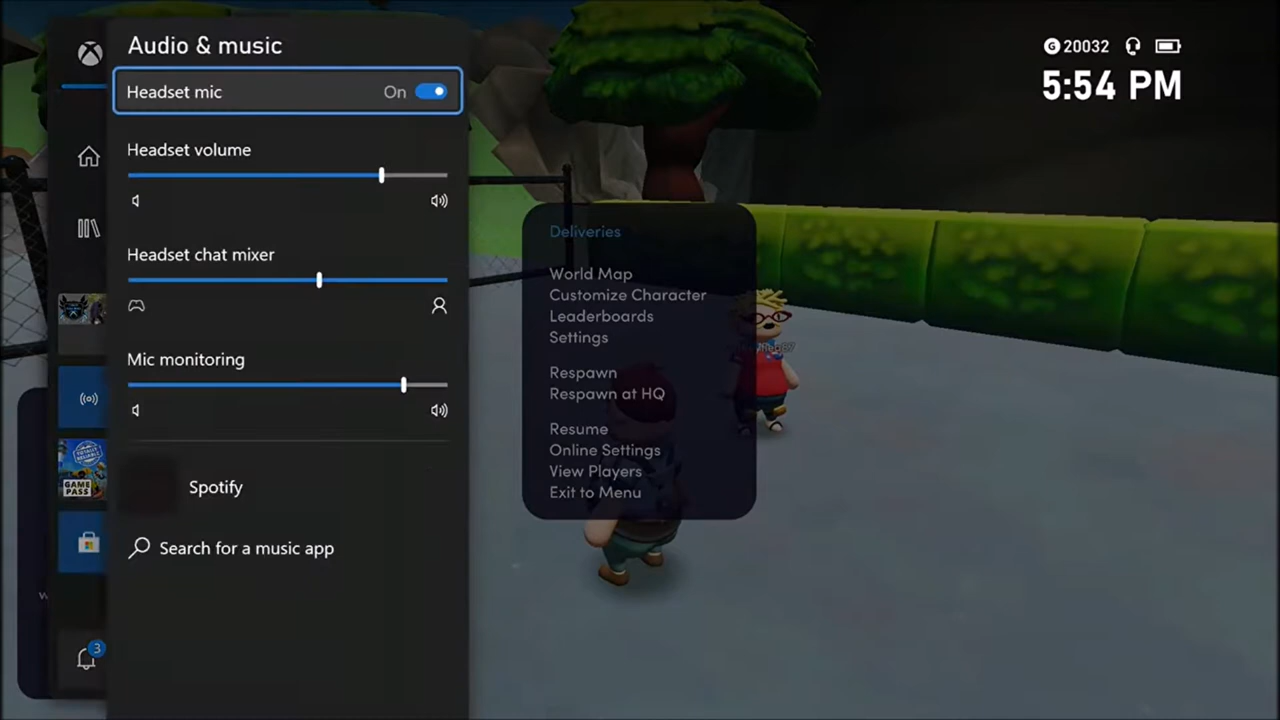 Audio & music
Headset mic On
Headset volume
Headset chat mixer
Mic monitoring
Spotify
Search for a music app
3
TOTALLY
RELIABLE
GAME
PASS
20032
5:54 PM
Deliveries
World Map
Customize Character
Leaderboards
Settings
Respawn
Respawn at HQ
Resume
Online Settings
View Players
Exit to Menu